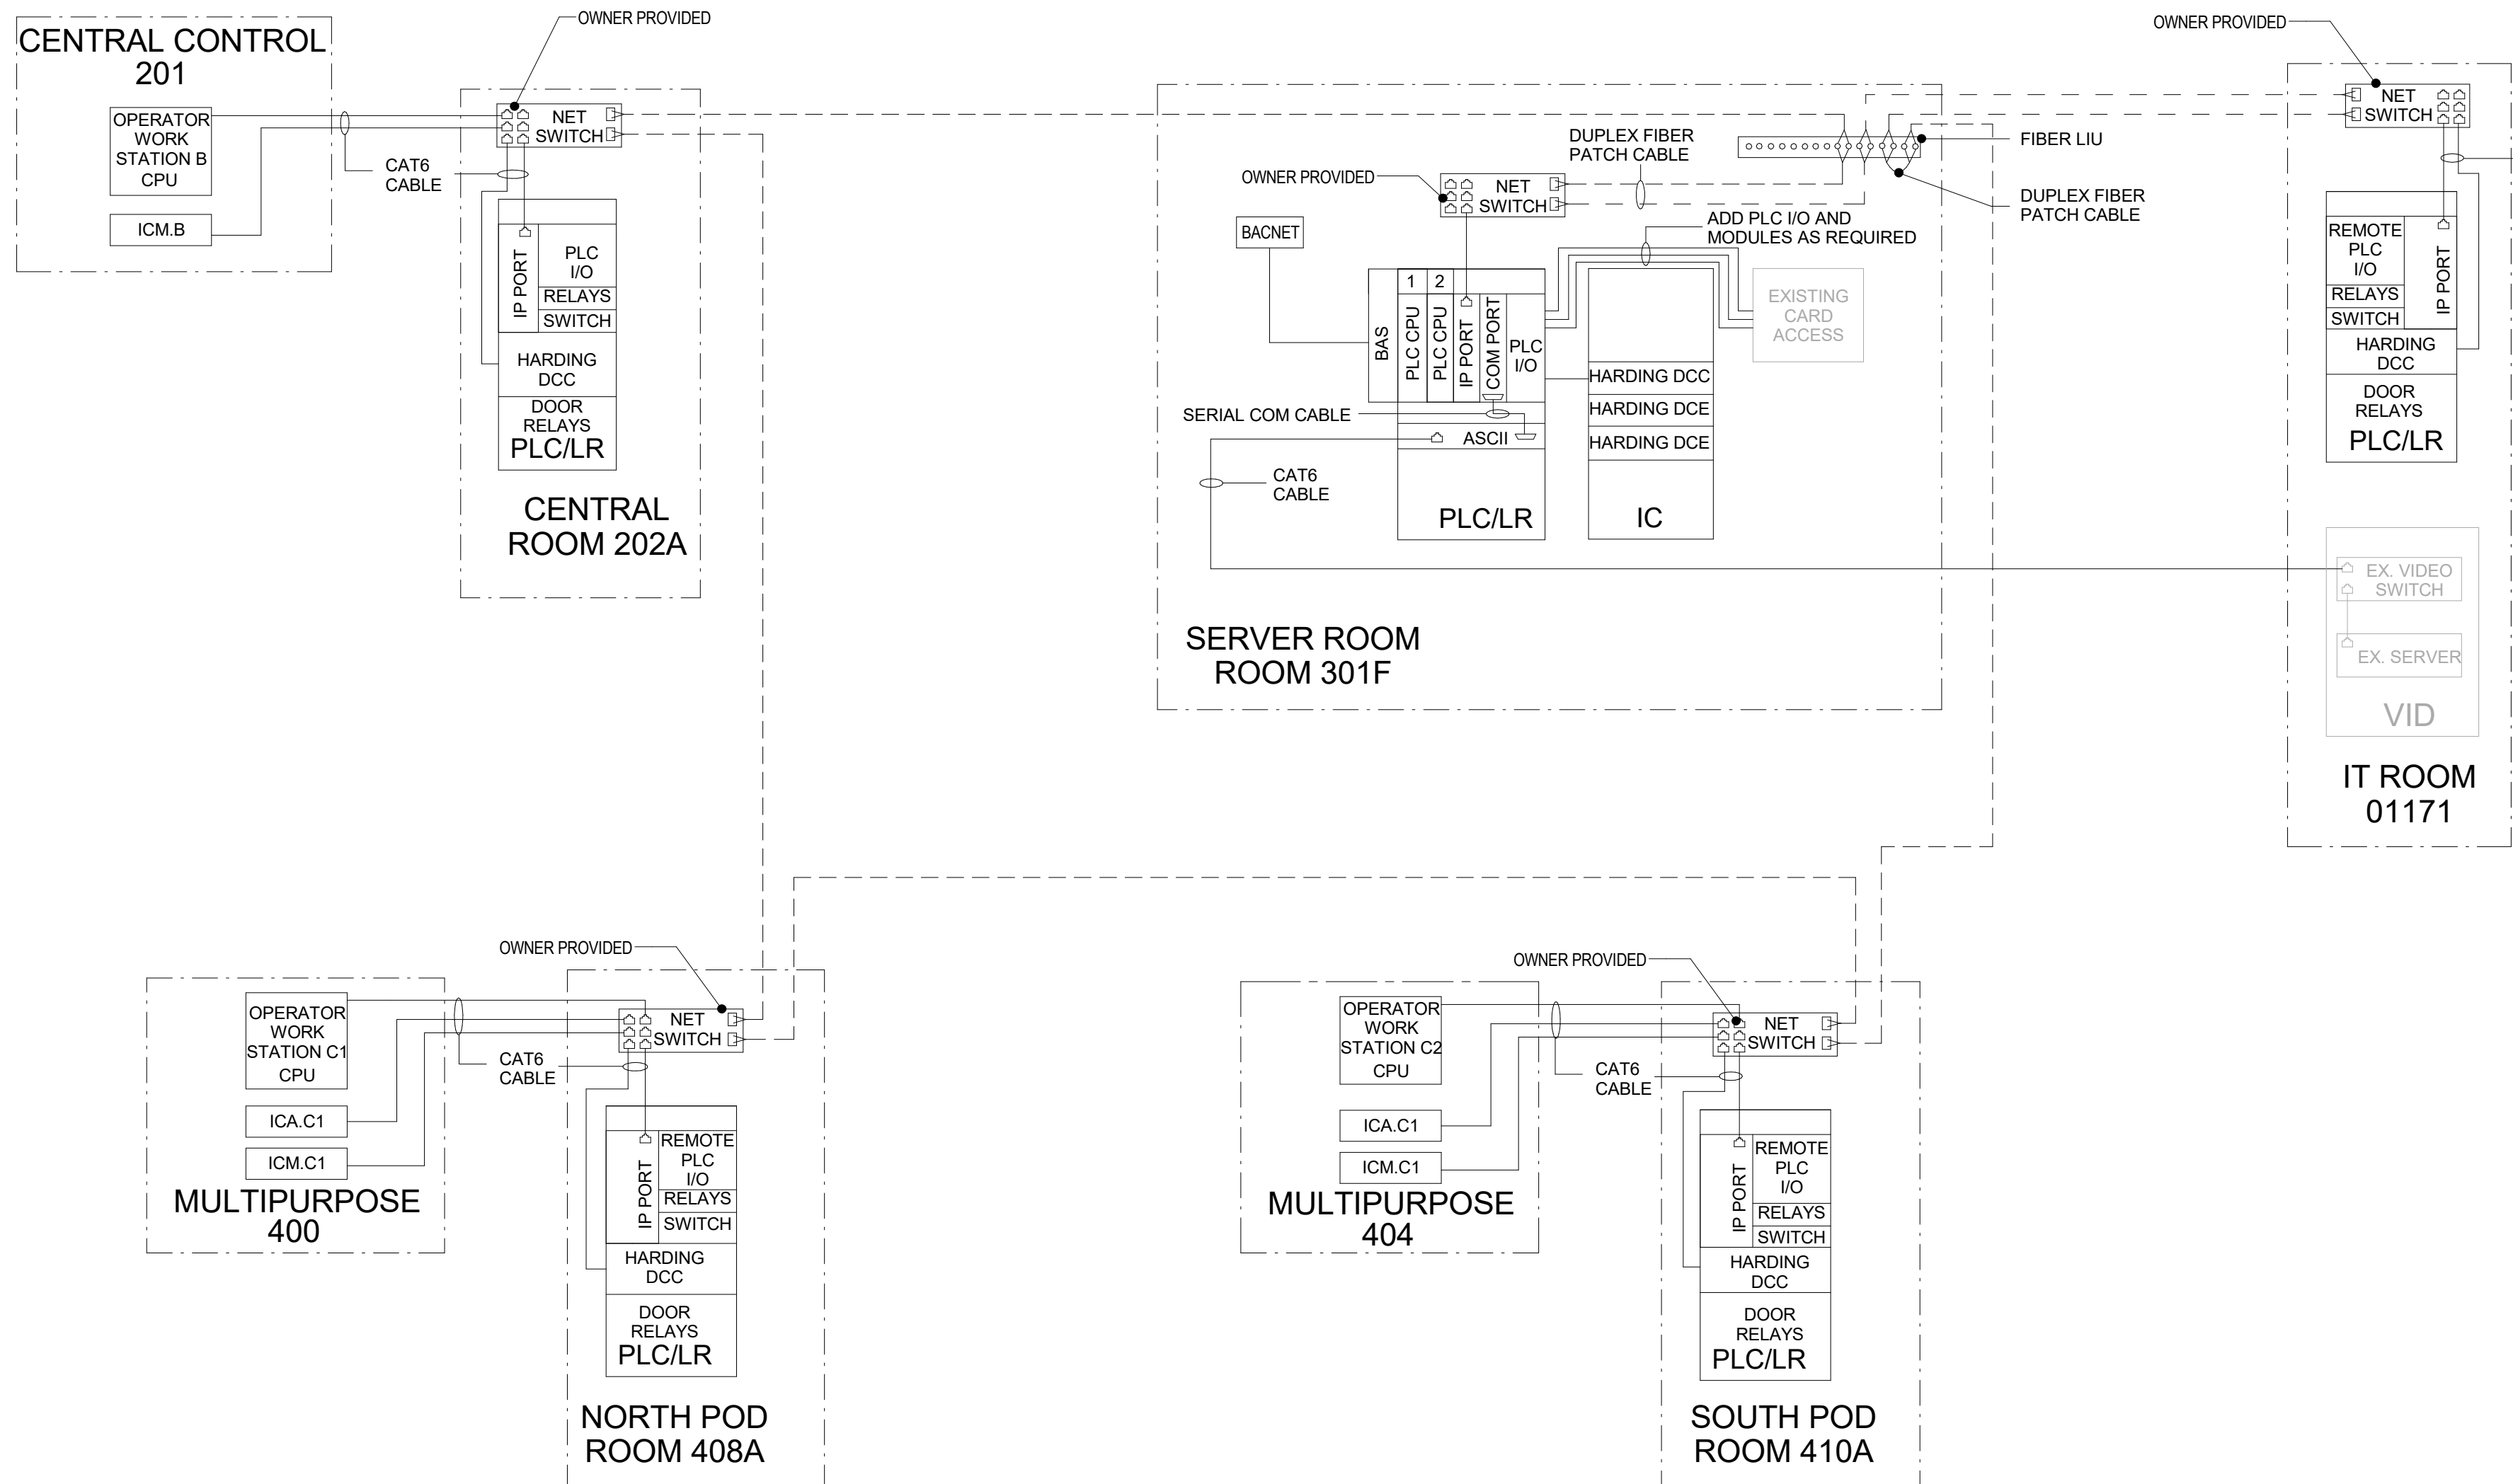 OWNER PROVIDED
CENTRAL CONTROL
201
OPERATOR
WORK
STATION B
CPU
ICM.B
CAT6
CABLE
NET
SWITCH
IP PORT
PLC
I/O
RELAYS
SWITCH
HARDING
DCC
DOOR
RELAYS
PLC/LR
CENTRAL
ROOM 202A
OWNER PROVIDED
NET
SWITCH
DUPLEX FIBER
PATCH CABLE
FIBER LIU
DUPLEX FIBER
PATCH CABLE
ADD PLC I/O AND
MODULES AS REQUIRED
BACNET
BAS
1
2
PLC CPU
PLC CPU
IP PORT
COM PORT
PLC
I/O
SERIAL COM CABLE
ASCII
CAT6
CABLE
PLC/LR
HARDING DCC
HARDING DCE
HARDING DCE
IC
EXISTING
CARD
ACCESS
SERVER ROOM
ROOM 301F
OWNER PROVIDED
NET
SWITCH
REMOTE
PLC
I/O
RELAYS
SWITCH
IP PORT
HARDING
DCC
DOOR
RELAYS
PLC/LR
EX. VIDEO
SWITCH
EX. SERVER
VID
IT ROOM
01171
OWNER PROVIDED
OPERATOR
WORK
STATION C1
CPU
ICA.C1
ICM.C1
MULTIPURPOSE
400
CAT6
CABLE
NET
SWITCH
IP PORT
REMOTE
PLC
I/O
RELAYS
SWITCH
HARDING
DCC
DOOR
RELAYS
PLC/LR
NORTH POD
ROOM 408A
OWNER PROVIDED
OPERATOR
WORK
STATION C2
CPU
ICA.C1
ICM.C1
MULTIPURPOSE
404
CAT6
CABLE
NET
SWITCH
IP PORT
REMOTE
PLC
I/O
RELAYS
SWITCH
HARDING
DCC
DOOR
RELAYS
PLC/LR
SOUTH POD
ROOM 410A